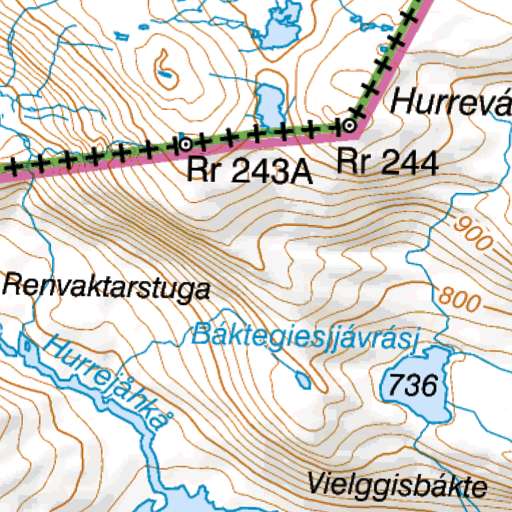 Hurrevá
Rr 243A
Rr 244
900
Renvaktarstuga
800
Báktegiesjjávrásj
Hurrejåhkå
736
Vielggisbákte